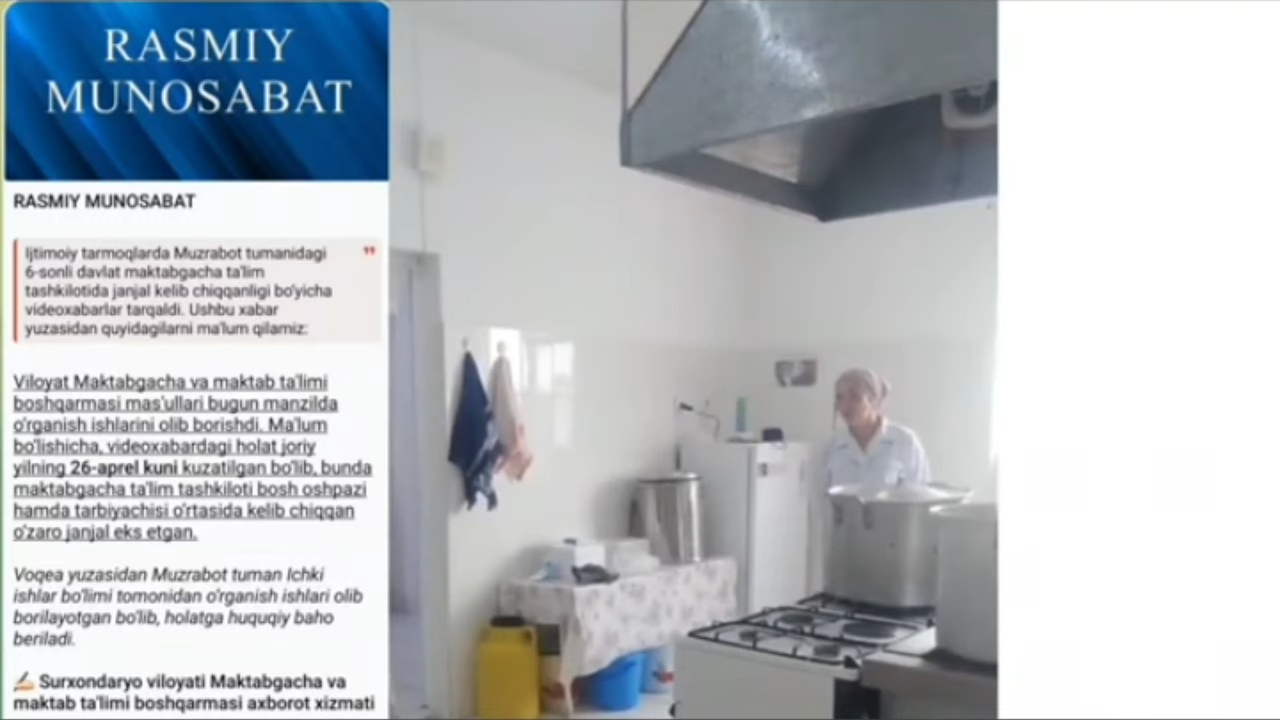 RASMIY
MUNOSABAT
RASMIY MUNOSABAT
Ijtimoiy tarmoqlarda Muzrabot tumanidagi
6-sonli davlat maktabgacha ta'lim
tashkilotida janjal kelib chiqqanligi bo'yicha
videoxabarlar tarqaldi. Ushbu xabar
yuzasidan quyidagilarni ma'lum qilamiz:
Viloyat Maktabgacha va maktab ta'limi
boshqarmasi mas'ullari bugun manzilda
o'rganish ishlarini olib borishdi. Ma'lum
bo'lishicha, videoxabardagi holat joriy
yilning 26-aprel kuni kuzatilgan bo'lib, bunda
maktabgacha ta'lim tashkiloti bosh oshpazi
hamda tarbiyachisi o'rtasida kelib chiqqan
o'zaro janjal eks etgan.
Voqea yuzasidan Muzrabot tuman Ichki
ishlar bo'limi tomonidan o'rganish ishlari olib
borilayotgan bo'lib, holatga huquqiy baho
beriladi.
✍️ Surxondaryo viloyati Maktabgacha va
maktab ta'limi boshqarmasi axborot xizmati